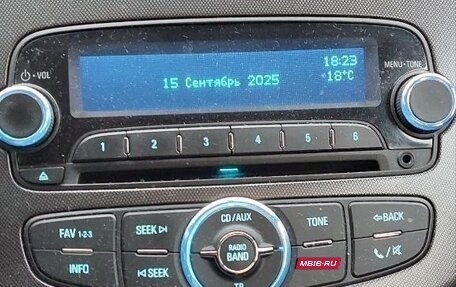 18:23
VOL
MENU•TONE
15 Сентябрь 2025
*18°C
1 2 3 4 5 6
CD/AUX
FAV 1-2-3
SEEK
TONE
BACK
RADIO
BAND
INFO
SEEK
MBIB•RU
TP